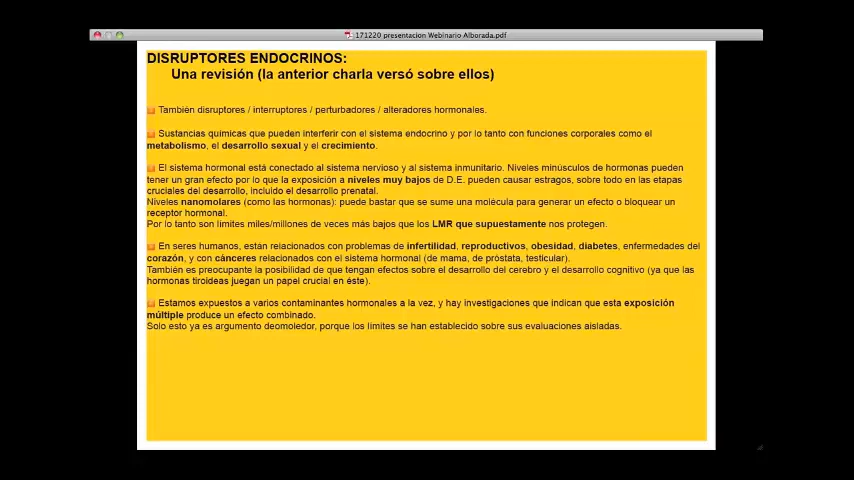 171220 presentacion Webinario Alborada.pdf
DISRUPTORES ENDOCRINOS:
Una revisión (la anterior charla versó sobre ellos)
También disruptores / interruptores / perturbadores / alteradores hormonales.
Sustancias químicas que pueden interferir con el sistema endocrino y por lo tanto con funciones corporales como el
metabolismo, el desarrollo sexual y el crecimiento.
El sistema hormonal está conectado al sistema nervioso y al sistema inmunitario. Niveles minúsculos de hormonas pueden
tener un gran efecto por lo que la exposición a niveles muy bajos de D.E. pueden causar estragos, sobre todo en las etapas
cruciales del desarrollo, incluido el desarrollo prenatal.
Niveles nanomolares (como las hormonas): puede bastar que se sume una molécula para generar un efecto o bloquear un
receptor hormonal.
Por lo tanto son límites miles/millones de veces más bajos que los LMR que supuestamente nos protegen.
En seres humanos, están relacionados con problemas de infertilidad, reproductivos, obesidad, diabetes, enfermedades del
corazón, y con cánceres relacionados con el sistema hormonal (de mama, de próstata, testicular).
También es preocupante la posibilidad de que tengan efectos sobre el desarrollo del cerebro y el desarrollo cognitivo (ya que las
hormonas tiroideas juegan un papel crucial en éste).
Estamos expuestos a varios contaminantes hormonales a la vez, y hay investigaciones que indican que esta exposición
múltiple produce un efecto combinado.
Solo esto ya es argumento deomoledor, porque los límites se han establecido sobre sus evaluaciones aisladas.